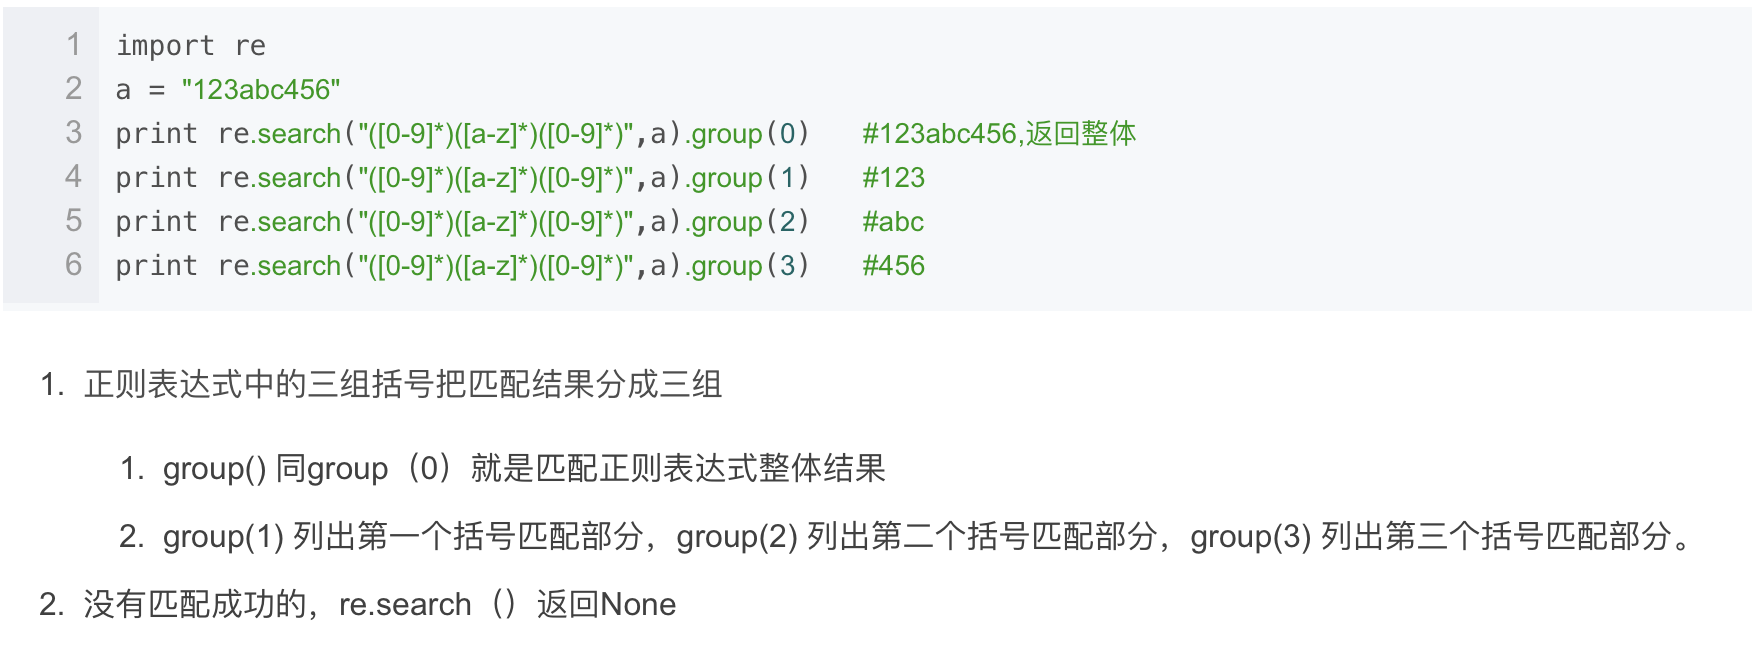 1 import re
2 a = "123abc456"
3 print re.search("([0-9]*)([a-z]*)([0-9]*)",a).group(0) #123abc456,返回整体
4 print re.search("([0-9]*)([a-z]*)([0-9]*)",a).group(1) #123
5 print re.search("([0-9]*)([a-z]*)([0-9]*)",a).group(2) #abc
6 print re.search("([0-9]*)([a-z]*)([0-9]*)",a).group(3) #456
1. 正则表达式中的三组括号把匹配结果分成三组
1. group() 同group（0）就是匹配正则表达式整体结果
2. group(1) 列出第一个括号匹配部分，group(2) 列出第二个括号匹配部分，group(3) 列出第三个括号匹配部分。
2. 没有匹配成功的，re.search（）返回None